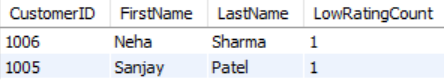 CustomerID FirstName LastName LowRatingCount
1006 Neha Sharma 1
1005 Sanjay Patel 1